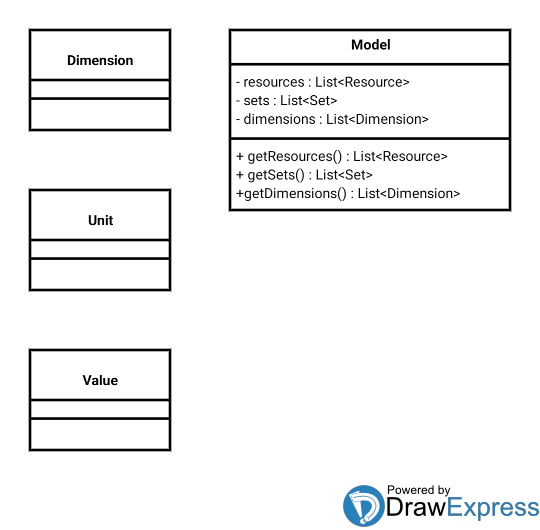 Dimension
Model
- resources : List<Resource>
- sets : List<Set>
- dimensions : List<Dimension>
+ getResources() : List<Resource>
+ getSets() : List<Set>
+getDimensions() : List<Dimension>
Unit
Value
Powered by
DrawExpress